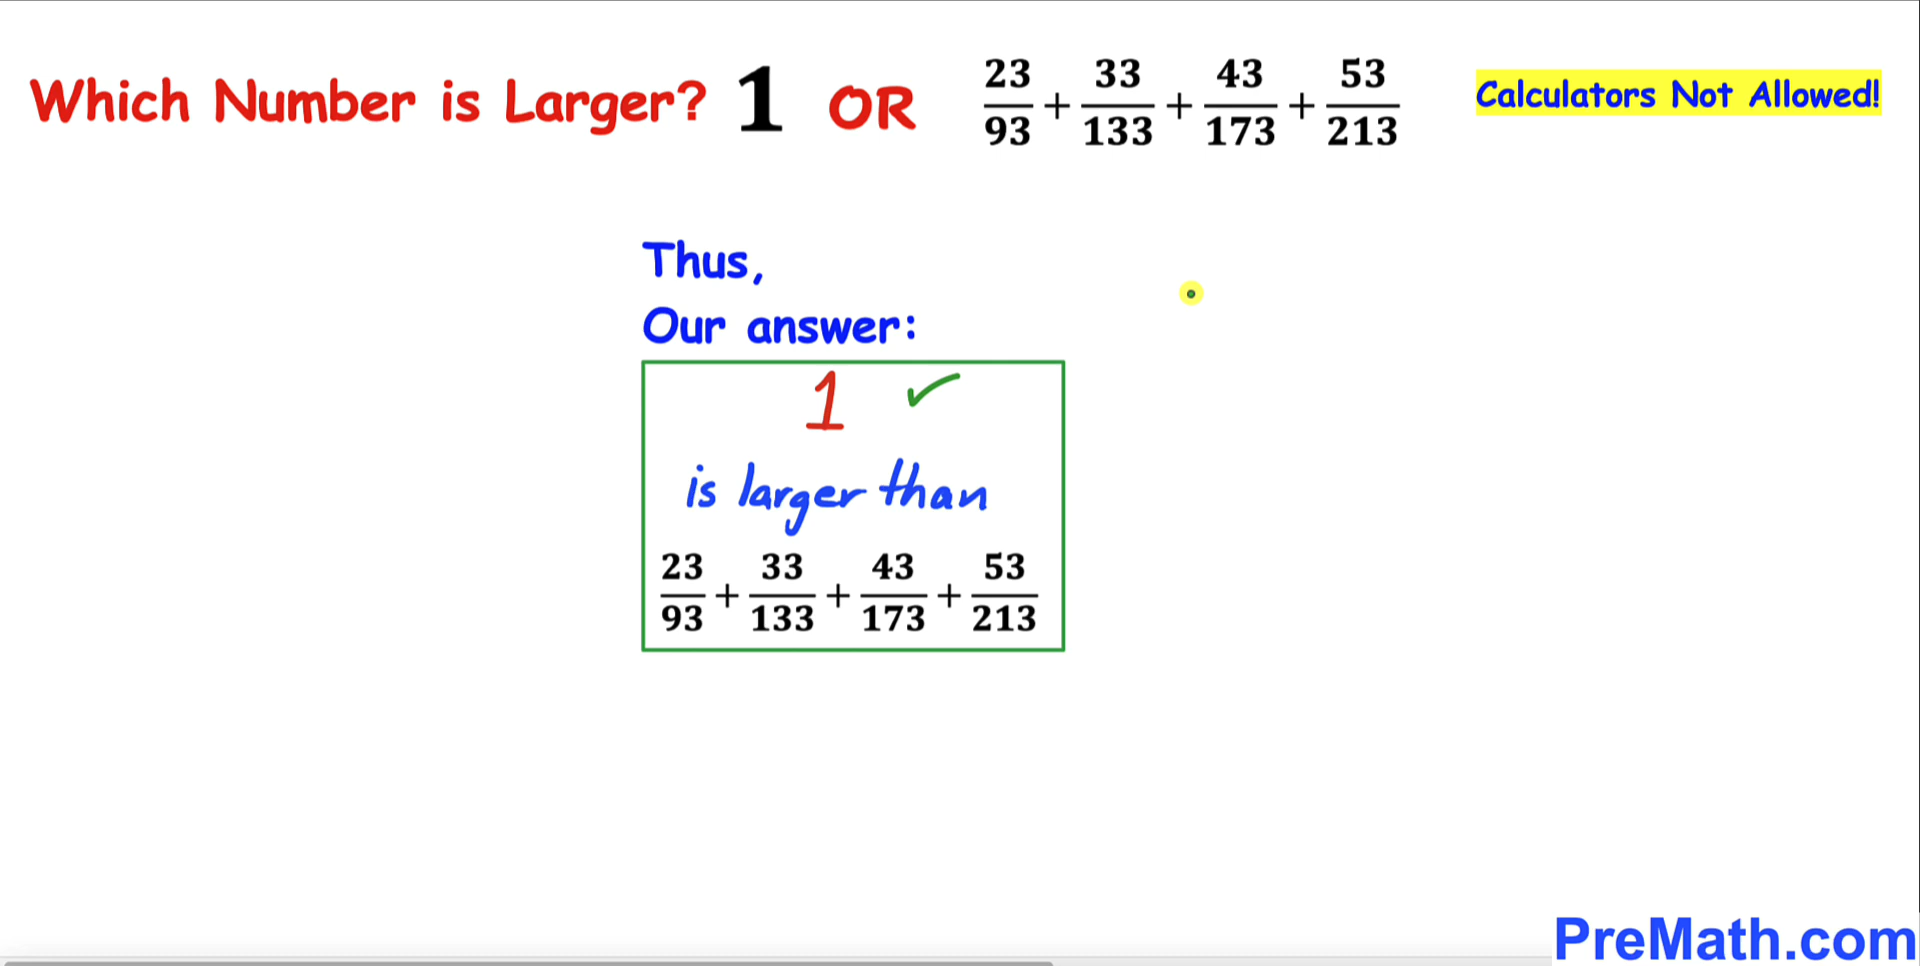 Which Number is Larger? 1 OR 23/93 + 33/133 + 43/173 + 53/213 Calculators Not Allowed!
Thus,
Our answer:
1 ✓
is larger than
23/93 + 33/133 + 43/173 + 53/213
PreMath.com